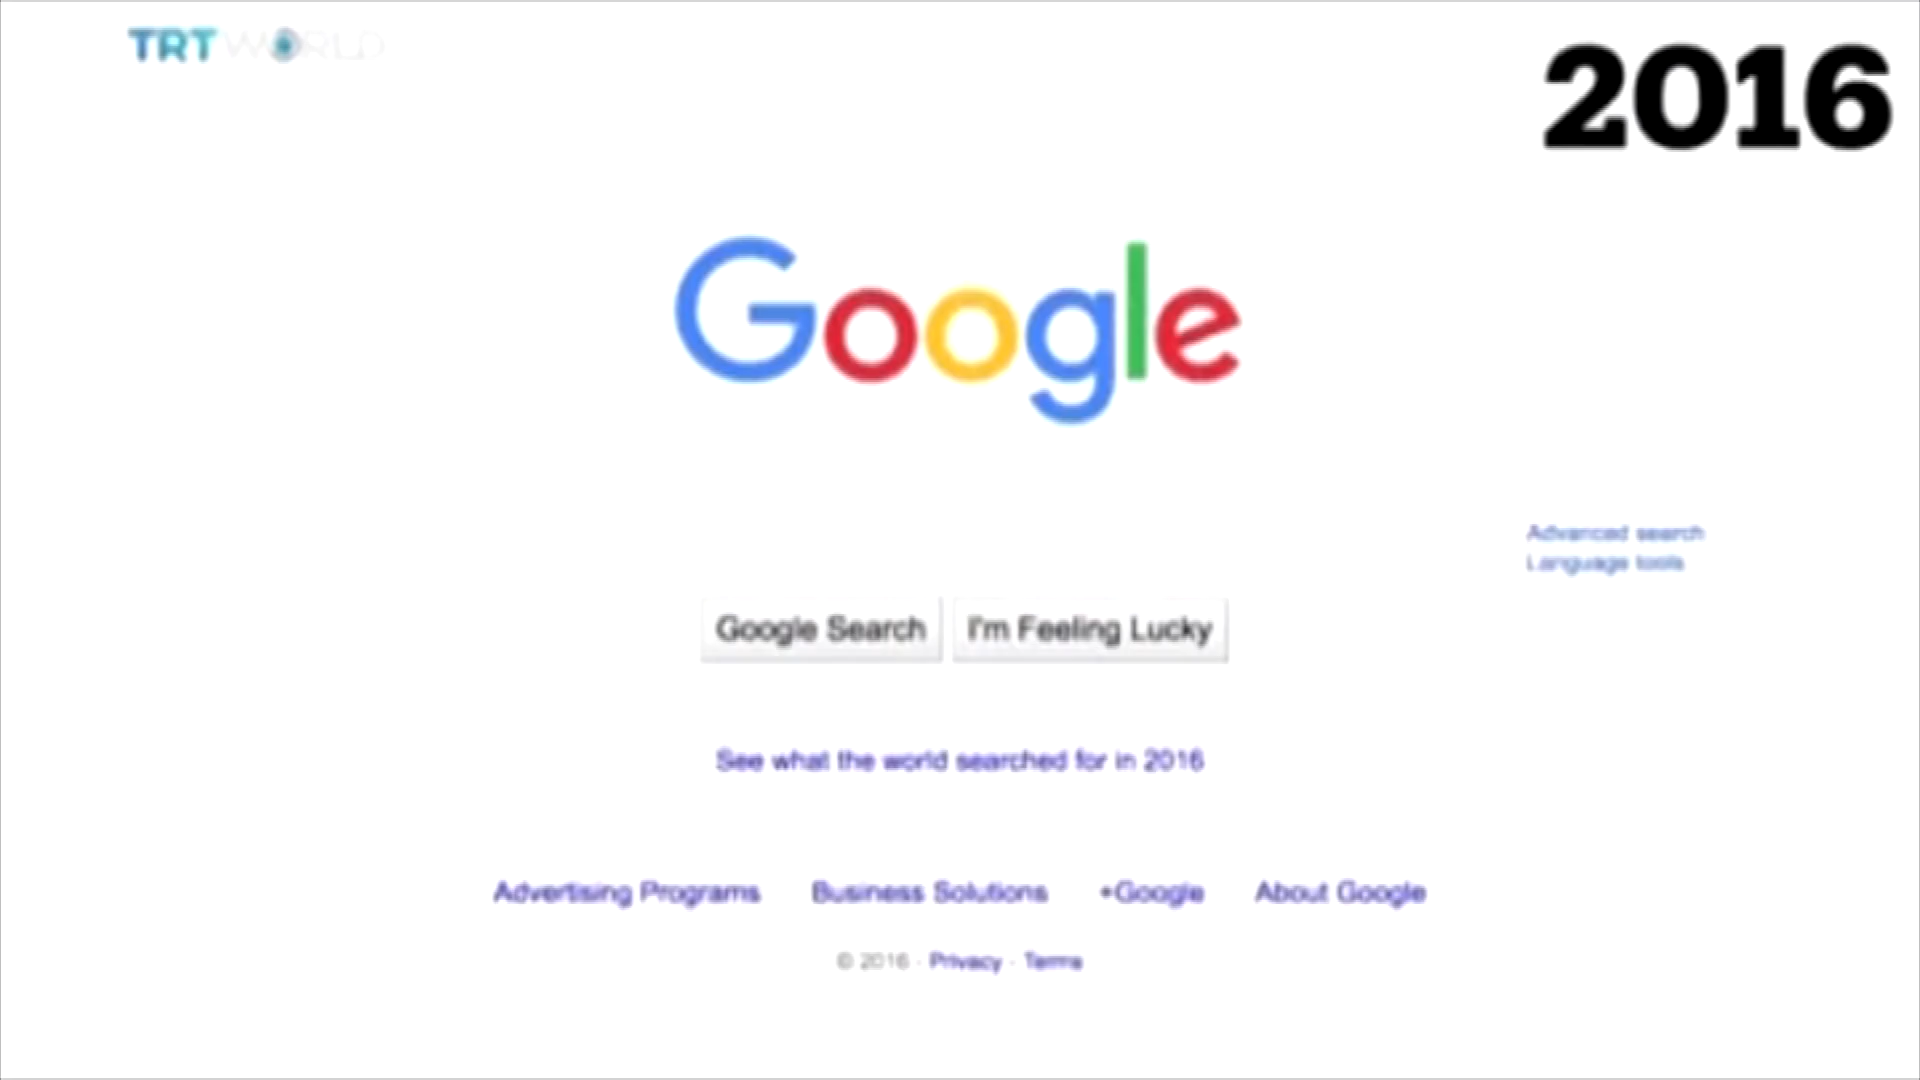 TRT WORLD
2016
Google
Advanced search
Language tools
Google Search I'm Feeling Lucky
See what the world searched for in 2016
Advertising Programs Business Solutions +Google About Google
© 2016 - Privacy - Terms